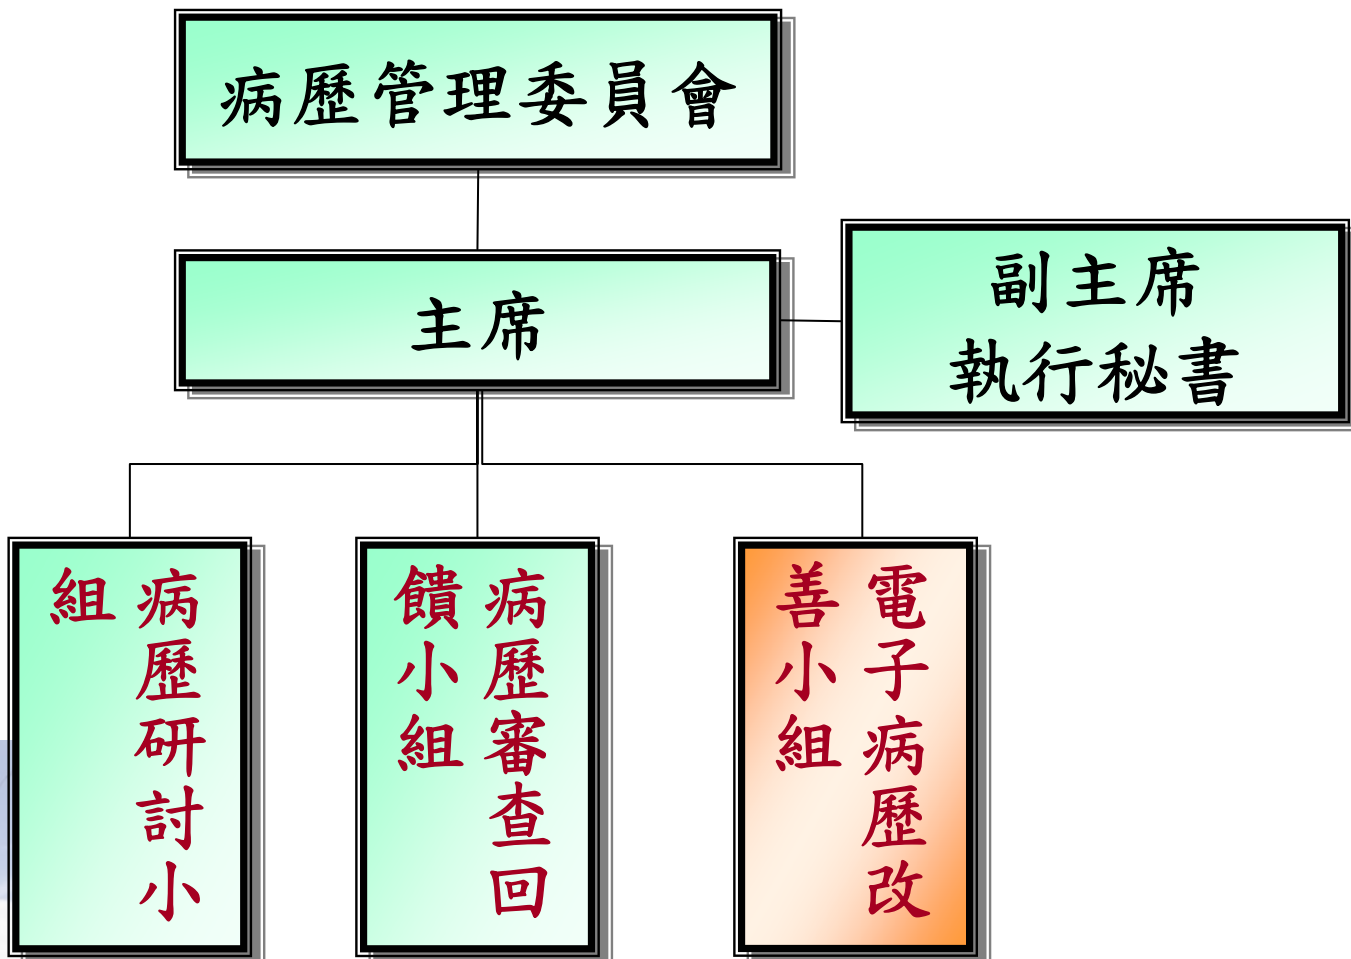 病歷管理委員會
主席
副主席
執行秘書
病歷研討小
組
病歷審查回
饋小組
電子病歷改
善小組